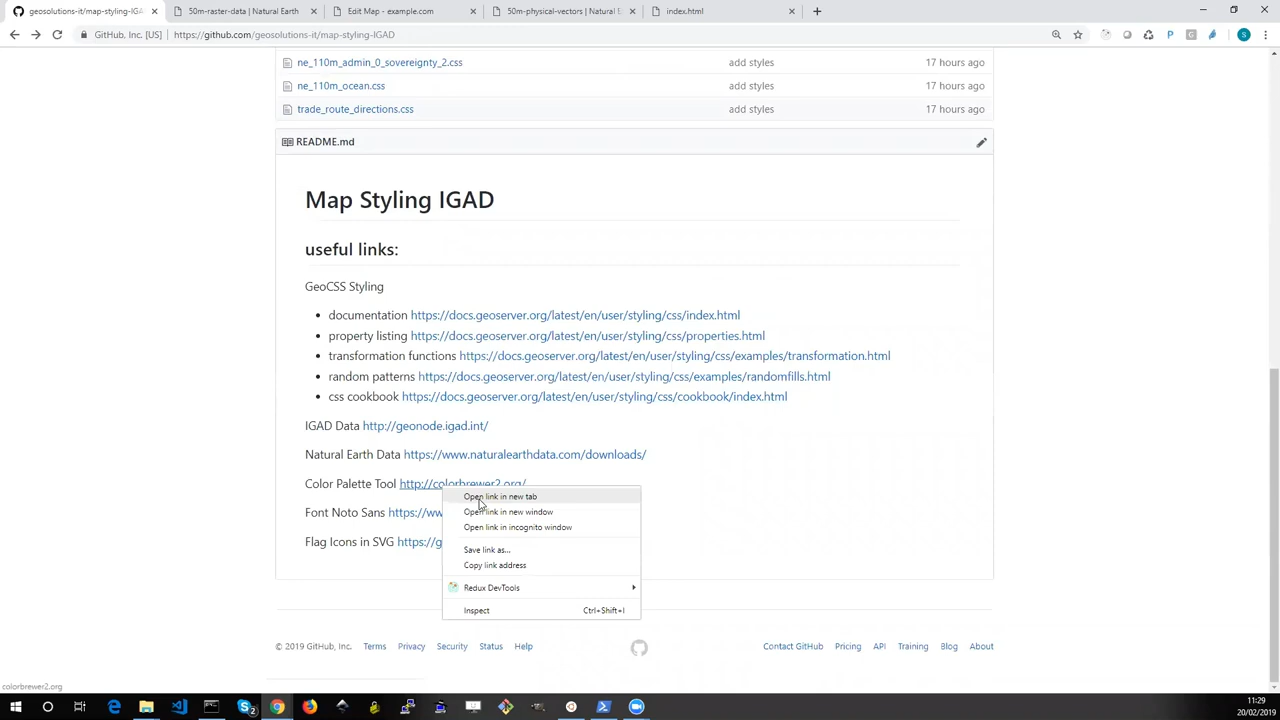 geosolutions-it/map-styling-IGA
50m-raster-data | Natural Earth
Edit Map - example.com
50m-physical-vectors | Natural E
index.html
GitHub, Inc. [US] | https://github.com/geosolutions-it/map-styling-IGAD
ne_110m_admin_0_sovereignty_2.css add styles 17 hours ago
ne_110m_ocean.css add styles 17 hours ago
trade_route_directions.css add styles 17 hours ago
README.md
Map Styling IGAD
useful links:
GeoCSS Styling
• documentation https://docs.geoserver.org/latest/en/user/styling/css/index.html
• property listing https://docs.geoserver.org/latest/en/user/styling/css/properties.html
• transformation functions https://docs.geoserver.org/latest/en/user/styling/css/examples/transformation.html
• random patterns https://docs.geoserver.org/latest/en/user/styling/css/examples/randomfills.html
• css cookbook https://docs.geoserver.org/latest/en/user/styling/css/cookbook/index.html
IGAD Data http://geonode.igad.int/
Natural Earth Data https://www.naturalearthdata.com/downloads/
Color Palette Tool http://colorbrewer2.org/
Open link in new tab
Font Noto Sans https://ww
Open link in new window
Open link in incognito window
Flag Icons in SVG https://g
Save link as...
Copy link address
Redux DevTools
Inspect Ctrl+Shift+I
© 2019 GitHub, Inc. Terms Privacy Security Status Help
Contact GitHub Pricing API Training Blog About
colorbrewer2.org
11:29
20/02/2019